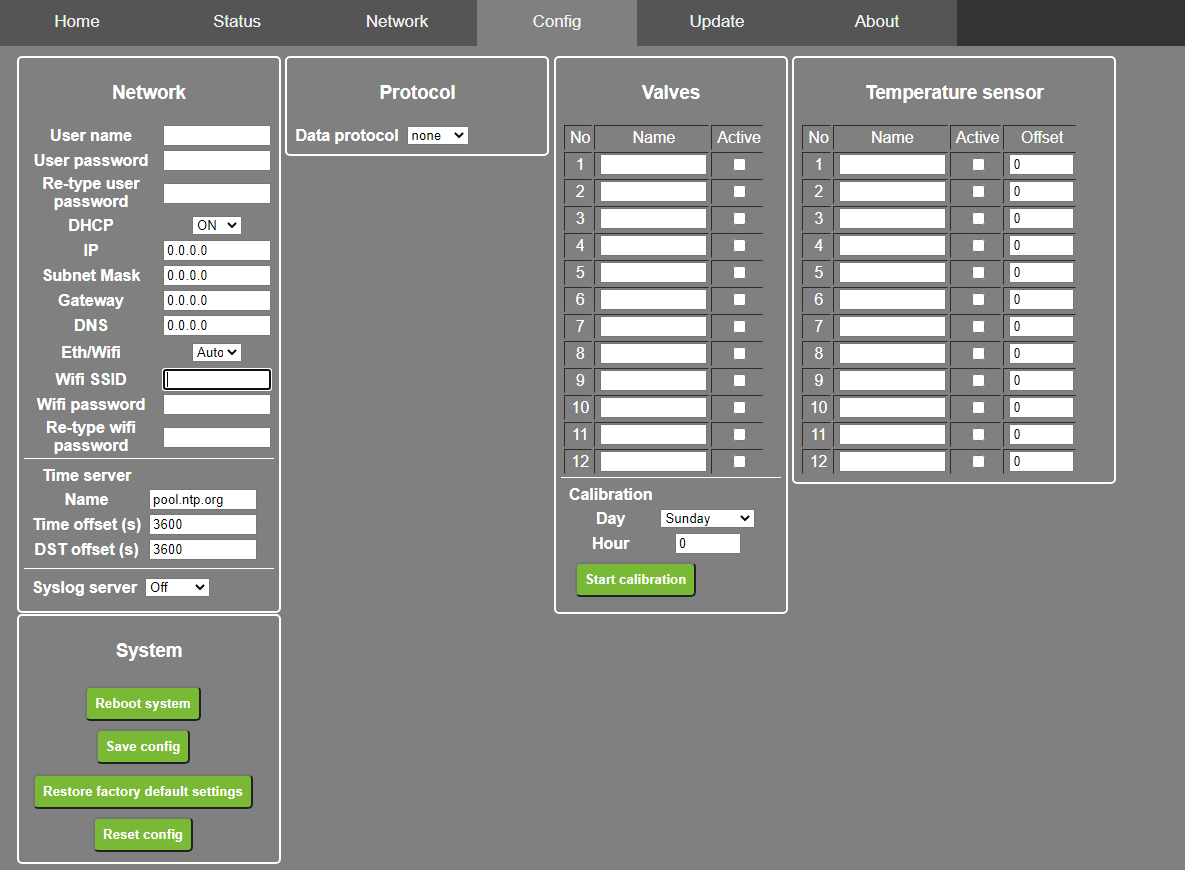 Home Status Network Config Update About
Network
User name
User password
Re-type user
password
DHCP ON
IP 0.0.0.0
Subnet Mask 0.0.0.0
Gateway 0.0.0.0
DNS 0.0.0.0
Eth/Wifi Auto
Wifi SSID
Wifi password
Re-type wifi
password
Time server
Name pool.ntp.org
Time offset (s) 3600
DST offset (s) 3600
Syslog server Off
System
Reboot system
Save config
Restore factory default settings
Reset config
Protocol
Data protocol none
Valves
No Name Active
1
2
3
4
5
6
7
8
9
10
11
12
Calibration
Day Sunday
Hour 0
Start calibration
Temperature sensor
No Name Active Offset
1 0
2 0
3 0
4 0
5 0
6 0
7 0
8 0
9 0
10 0
11 0
12 0